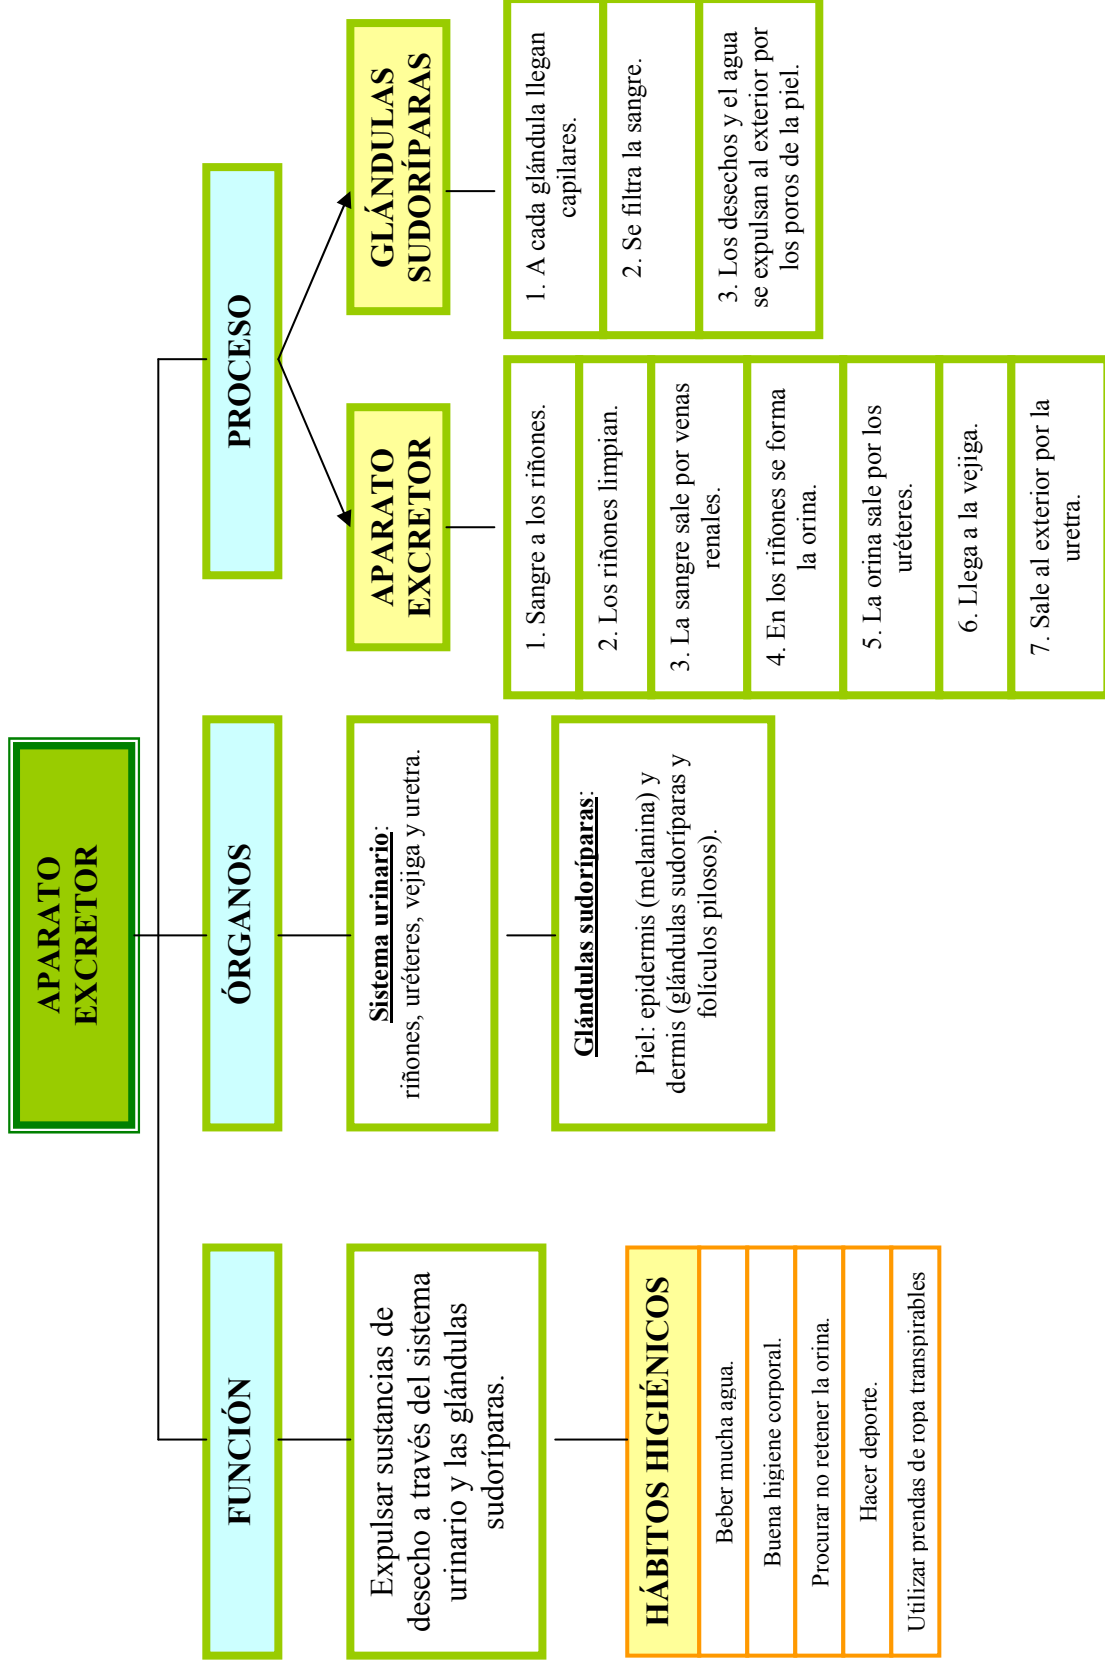 APARATO
EXCRETOR
FUNCIÓN
Expulsar sustancias de
desecho a través del sistema
urinario y las glándulas
sudoríparas.
HÁBITOS HIGIÉNICOS
Beber mucha agua.
Buena higiene corporal.
Procurar no retener la orina.
Hacer deporte.
Utilizar prendas de ropa transpirables
ÓRGANOS
Sistema urinario:
riñones, uréteres, vejiga y uretra.
Glándulas sudoríparas:
Piel: epidermis (melanina) y
dermis (glándulas sudoríparas y
folículos pilosos).
PROCESO
APARATO
EXCRETOR
1. Sangre a los riñones.
2. Los riñones limpian.
3. La sangre sale por venas
renales.
4. En los riñones se forma
la orina.
5. La orina sale por los
uréteres.
6. Llega a la vejiga.
7. Sale al exterior por la
uretra.
GLÁNDULAS
SUDORÍPARAS
1. A cada glándula llegan
capilares.
2. Se filtra la sangre.
3. Los desechos y el agua
se expulsan al exterior por
los poros de la piel.